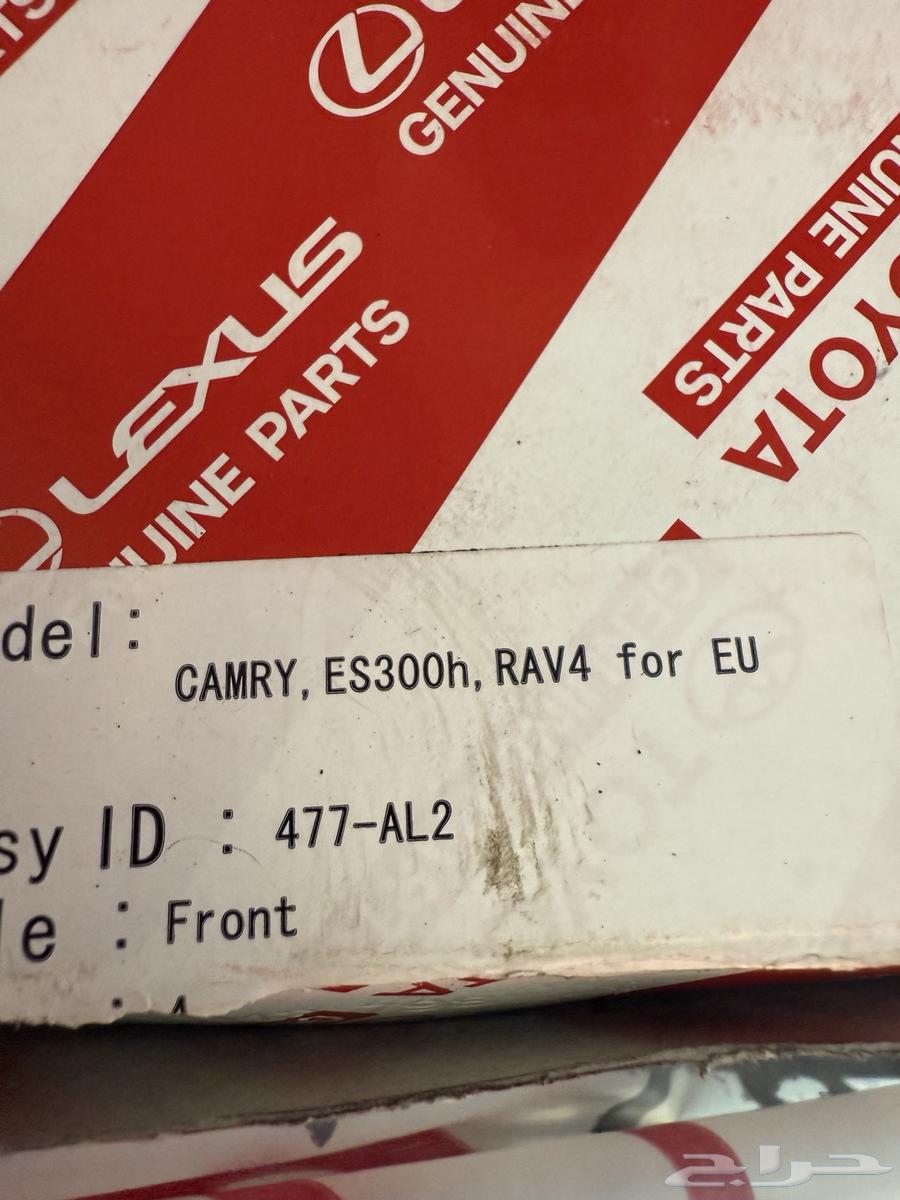 GENUINE
LEXUS
GENUINE PARTS
TOYOTA
GENUINE PARTS
Model:
CAMRY, ES300h, RAV4 for EU
sy ID : 477-AL2
le : Front
حراج